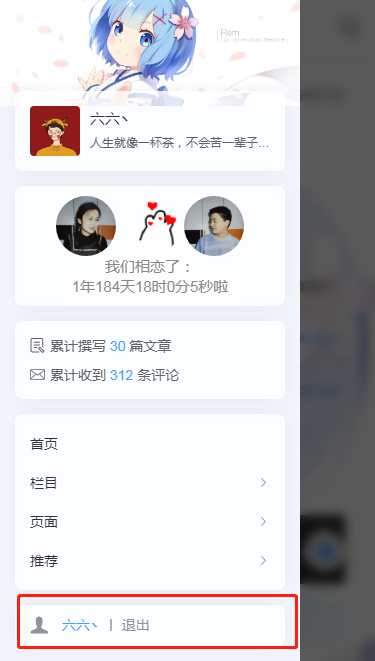 Rem
六六丶
人生就像一杯茶，不会苦一辈子...
我们相恋了：
1年184天18时0分5秒啦
累计撰写 30 篇文章
累计收到 312 条评论
首页
栏目
页面
推荐
六六丶 | 退出